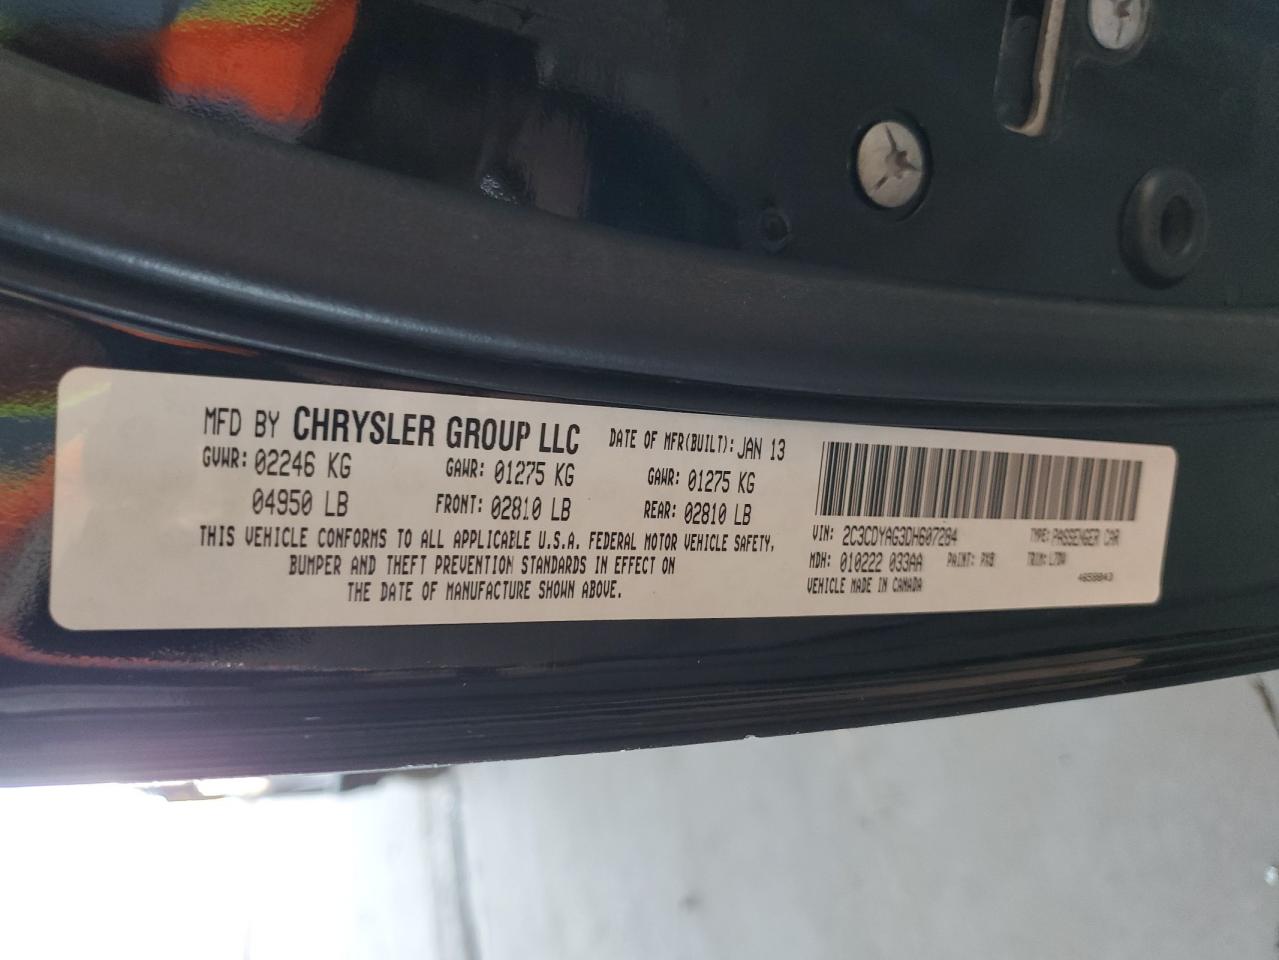 MFD BY CHRYSLER GROUP LLC DATE OF MFR(BUILT): JAN 13
GVWR: 02246 KG GAWR: 01275 KG GAWR: 01275 KG
04950 LB FRONT: 02810 LB REAR: 02810 LB
THIS VEHICLE CONFORMS TO ALL APPLICABLE U.S.A. FEDERAL MOTOR VEHICLE SAFETY,
BUMPER AND THEFT PREVENTION STANDARDS IN EFFECT ON
THE DATE OF MANUFACTURE SHOWN ABOVE.
VIN: 2C3CDYAG3DH607284 TYPE: PASSENGER CAR
MDH: 010222 033AA PAINT: PXB TRIM:
VEHICLE MADE IN CANADA